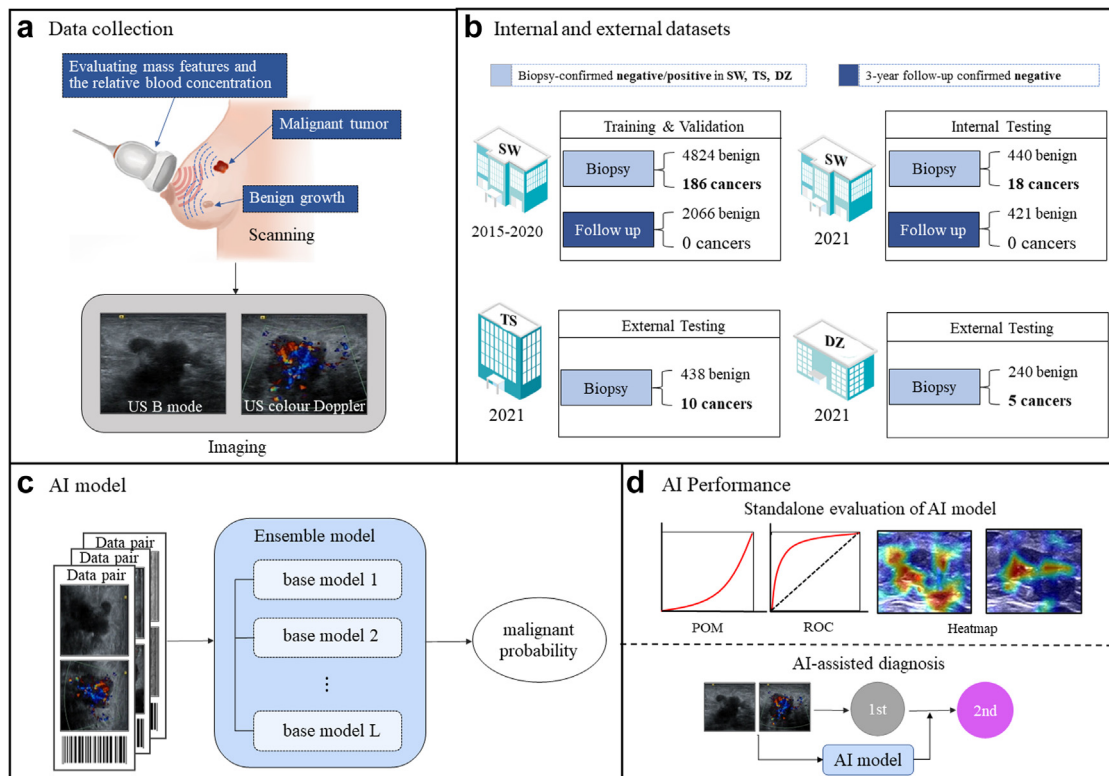 a Data collection
Evaluating mass features and
the relative blood concentration
Malignant tumor
Benign growth
Scanning
US B mode
US colour Doppler
Imaging
b Internal and external datasets
Biopsy-confirmed negative/positive in SW, TS, DZ
3-year follow-up confirmed negative
SW
2015-2020
Training & Validation
Biopsy
4824 benign
186 cancers
Follow up
2066 benign
0 cancers
SW
2021
Internal Testing
Biopsy
440 benign
18 cancers
Follow up
421 benign
0 cancers
TS
2021
External Testing
Biopsy
438 benign
10 cancers
DZ
2021
External Testing
Biopsy
240 benign
5 cancers
c AI model
Data pair
Data pair
Data pair
Ensemble model
base model 1
base model 2
⋮
base model L
malignant
probability
d AI Performance
Standalone evaluation of AI model
POM
ROC
Heatmap
AI-assisted diagnosis
1st
2nd
AI model